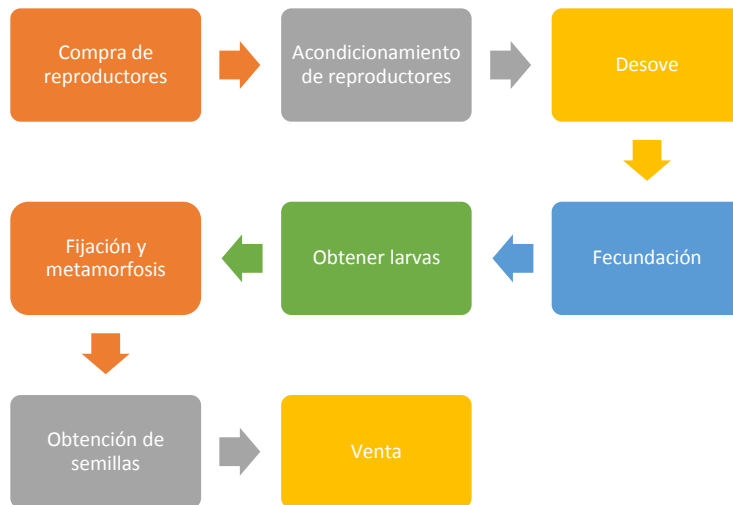 Compra de
reproductores
Acondicionamiento
de reproductores
Desove
Fecundación
Obtener larvas
Fijación y
metamorfosis
Obtención de
semillas
Venta